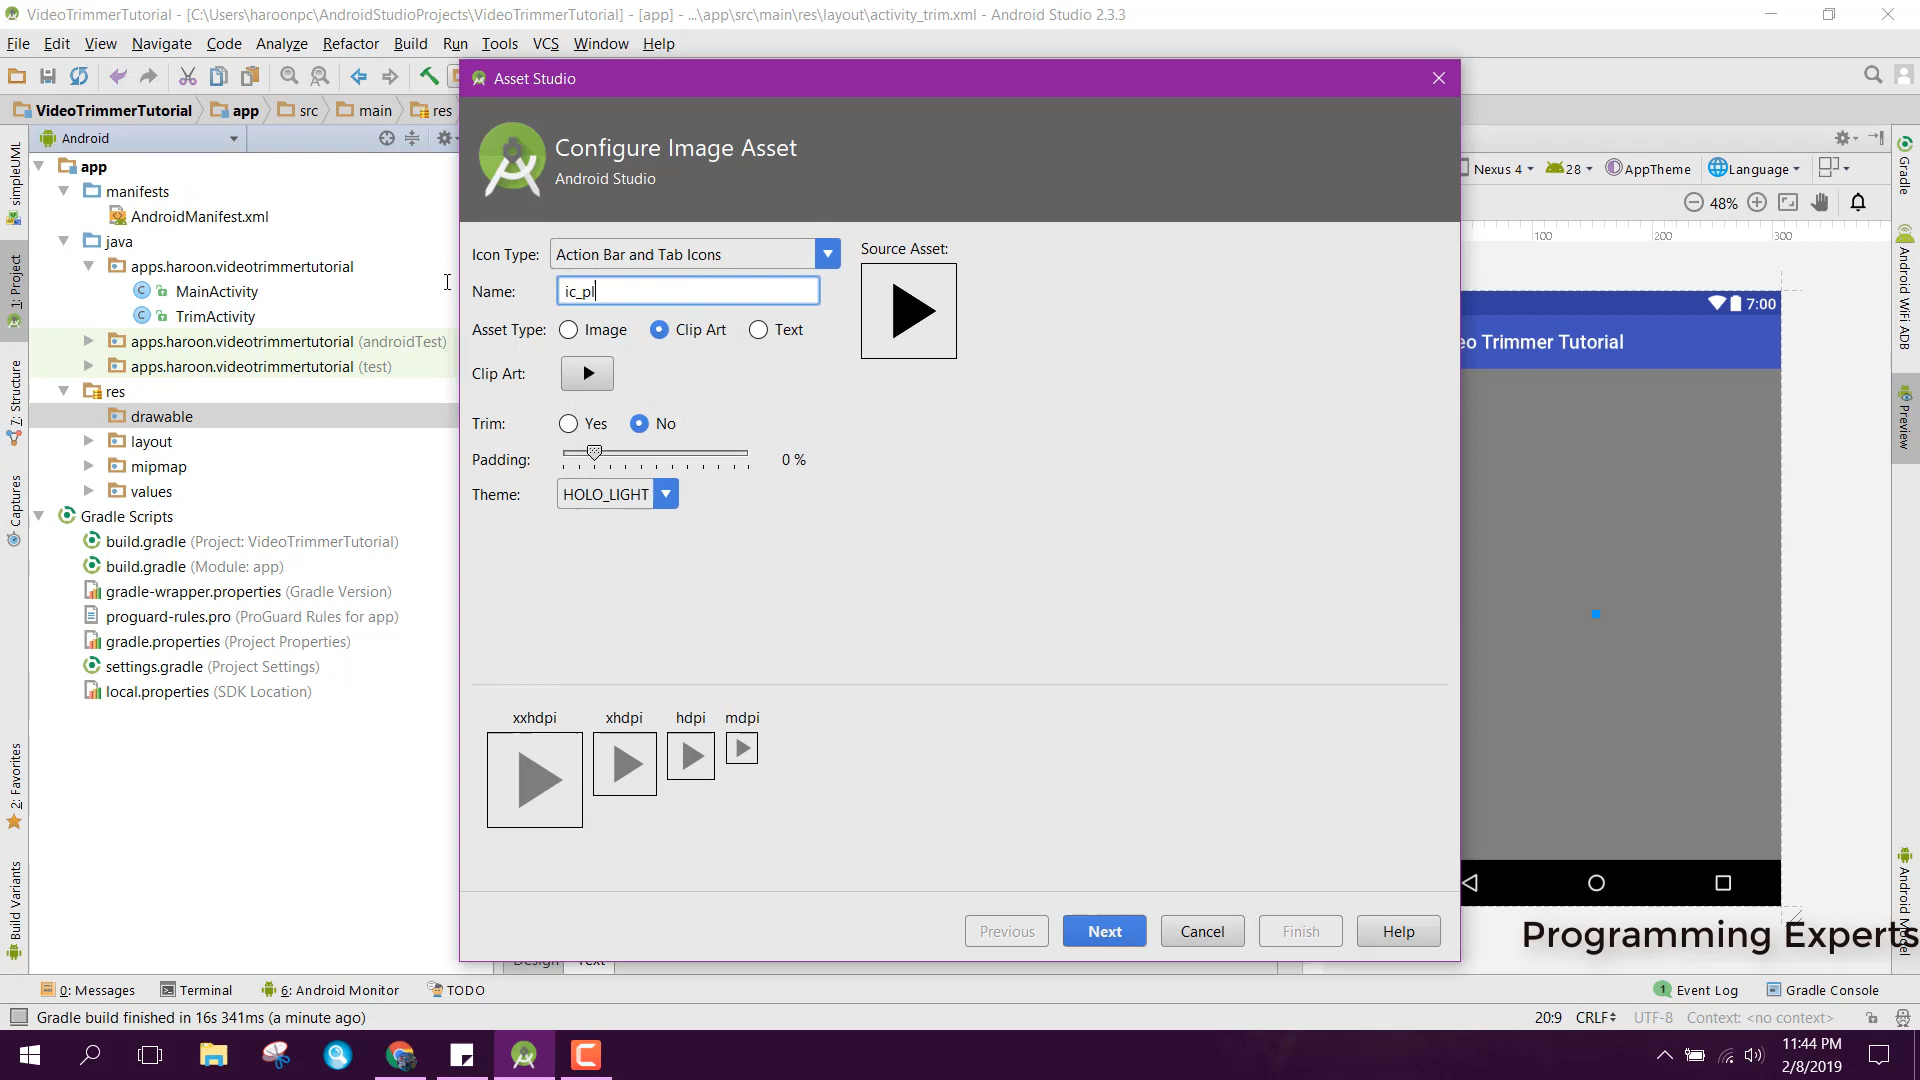 VideoTrimmerTutorial - [C:\Users\haroonpc\AndroidStudioProjects\VideoTrimmerTutorial] - [app] - ...\app\src\main\res\layout\activity_trim.xml - Android Studio 2.3.3
File Edit View Navigate Code Analyze Refactor Build Run Tools VCS Window Help
VideoTrimmerTutorial app src main res
Android
simpleUML
1: Project
7: Structure
Captures
2: Favorites
Build Variants
app
manifests
AndroidManifest.xml
java
apps.haroon.videotrimmertutorial
MainActivity
TrimActivity
apps.haroon.videotrimmertutorial (androidTest)
apps.haroon.videotrimmertutorial (test)
res
drawable
layout
mipmap
values
Gradle Scripts
build.gradle (Project: VideoTrimmerTutorial)
build.gradle (Module: app)
gradle-wrapper.properties (Gradle Version)
proguard-rules.pro (ProGuard Rules for app)
gradle.properties (Project Properties)
settings.gradle (Project Settings)
local.properties (SDK Location)
Asset Studio
Configure Image Asset
Android Studio
Icon Type: Action Bar and Tab Icons
Name: ic_pl
Asset Type: Image Clip Art Text
Clip Art:
Trim: Yes No
Padding: 0 %
Theme: HOLO_LIGHT
Source Asset:
xxhdpi xhdpi hdpi mdpi
Previous Next Cancel Finish Help
Design Text
Nexus 4 28 AppTheme Language
48%
100 200 300
7:00
eo Trimmer Tutorial
Gradle
Android WiFi ADB
Preview
Android Model
Programming Experts
0: Messages Terminal 6: Android Monitor TODO
1 Event Log Gradle Console
Gradle build finished in 16s 341ms (a minute ago)
20:9 CRLF UTF-8 Context: <no context>
11:44 PM
2/8/2019